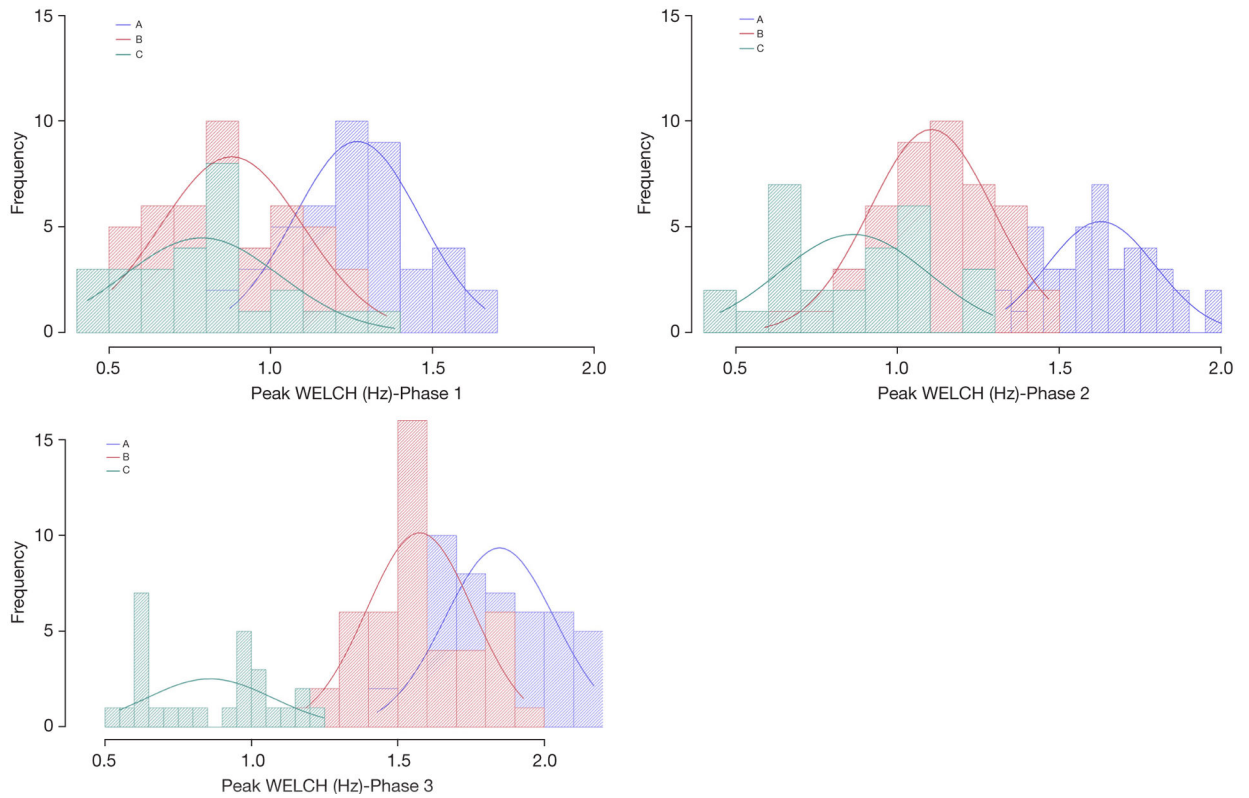 15
10
5
0
Frequency
A
B
C
0.5 1.0 1.5 2.0
Peak WELCH (Hz)-Phase 1
15
10
5
0
Frequency
A
B
C
0.5 1.0 1.5 2.0
Peak WELCH (Hz)-Phase 2
15
10
5
0
Frequency
A
B
C
0.5 1.0 1.5 2.0
Peak WELCH (Hz)-Phase 3